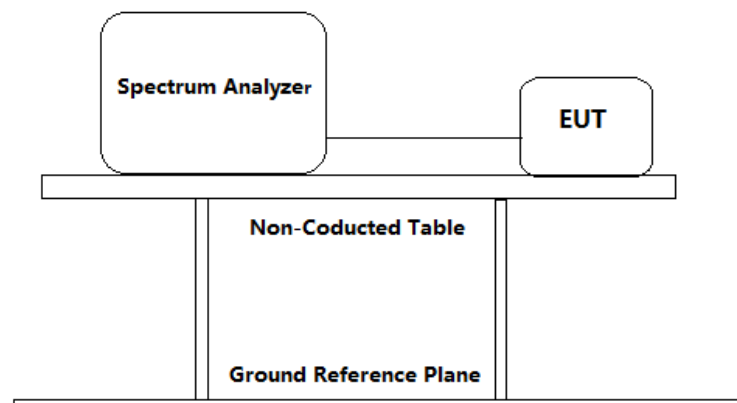 Spectrum Analyzer
EUT
Non-Coducted Table
Ground Reference Plane